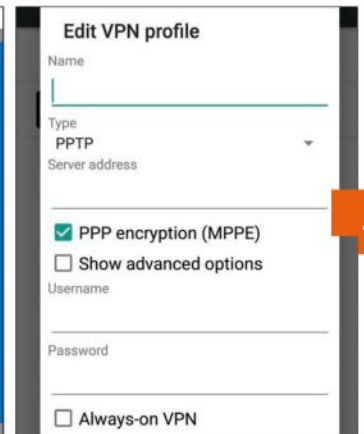 Edit VPN profile
Name
Type
PPTP
Server address
PPP encryption (MPPE)
Show advanced options
Username
Password
Always-on VPN